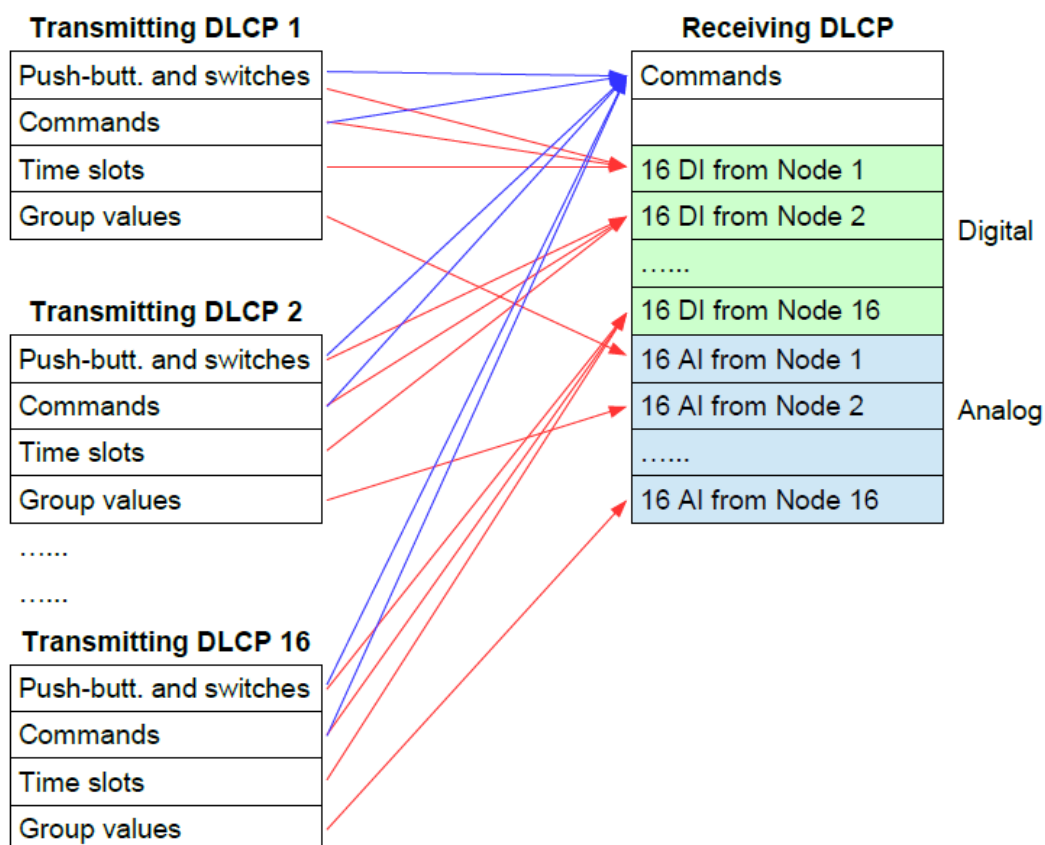 Transmitting DLCP 1
Push-butt. and switches
Commands
Time slots
Group values
Transmitting DLCP 2
Push-butt. and switches
Commands
Time slots
Group values
…...
…...
Transmitting DLCP 16
Push-butt. and switches
Commands
Time slots
Group values
Receiving DLCP
Commands
16 DI from Node 1
16 DI from Node 2
…...
16 DI from Node 16
16 AI from Node 1
16 AI from Node 2
…...
16 AI from Node 16
Digital
Analog